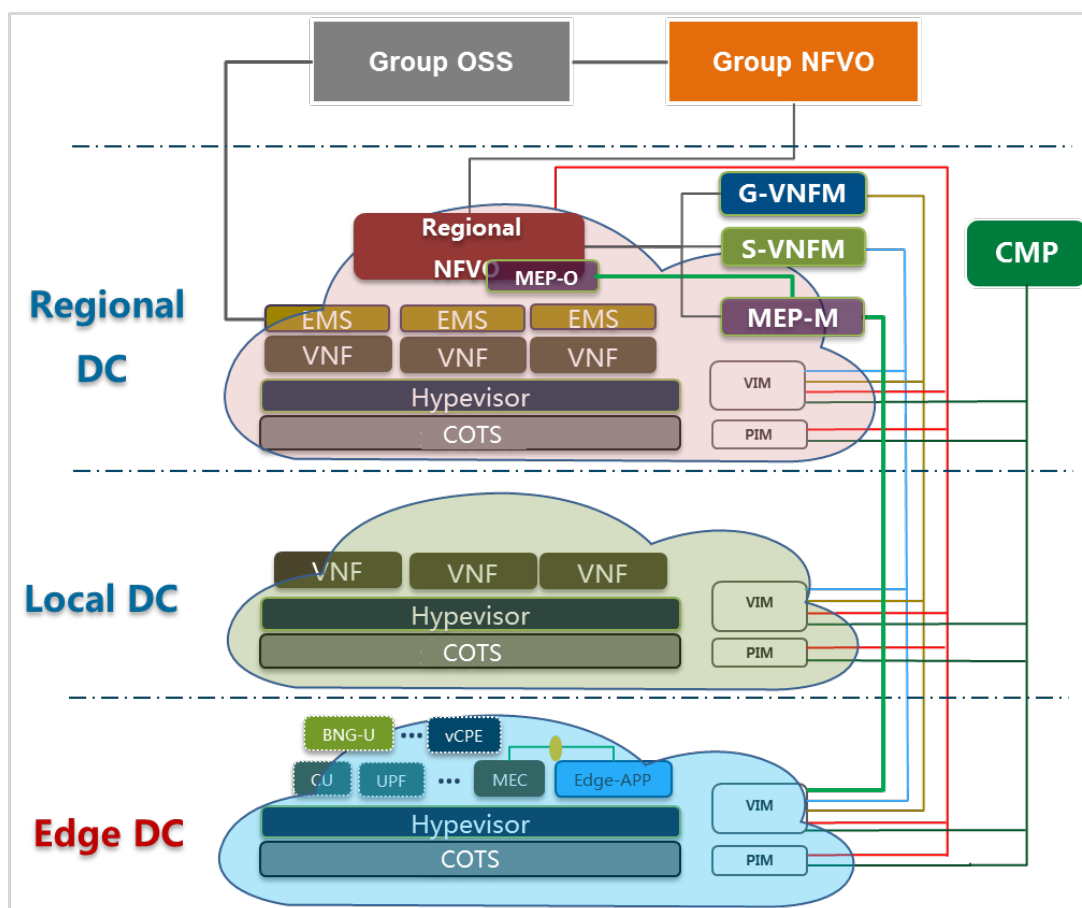 Group OSS
Group NFVO
G-VNFM
Regional
NFVO
S-VNFM
CMP
MEP-O
Regional
DC
EMS
EMS
EMS
MEP-M
VNF
VNF
VNF
Hypevisor
VIM
COTS
PIM
VNF
VNF
VNF
Local DC
Hypevisor
VIM
COTS
PIM
BNG-U
•••
vCPE
CU
UPF
•••
MEC
Edge-APP
VIM
Edge DC
Hypevisor
COTS
PIM